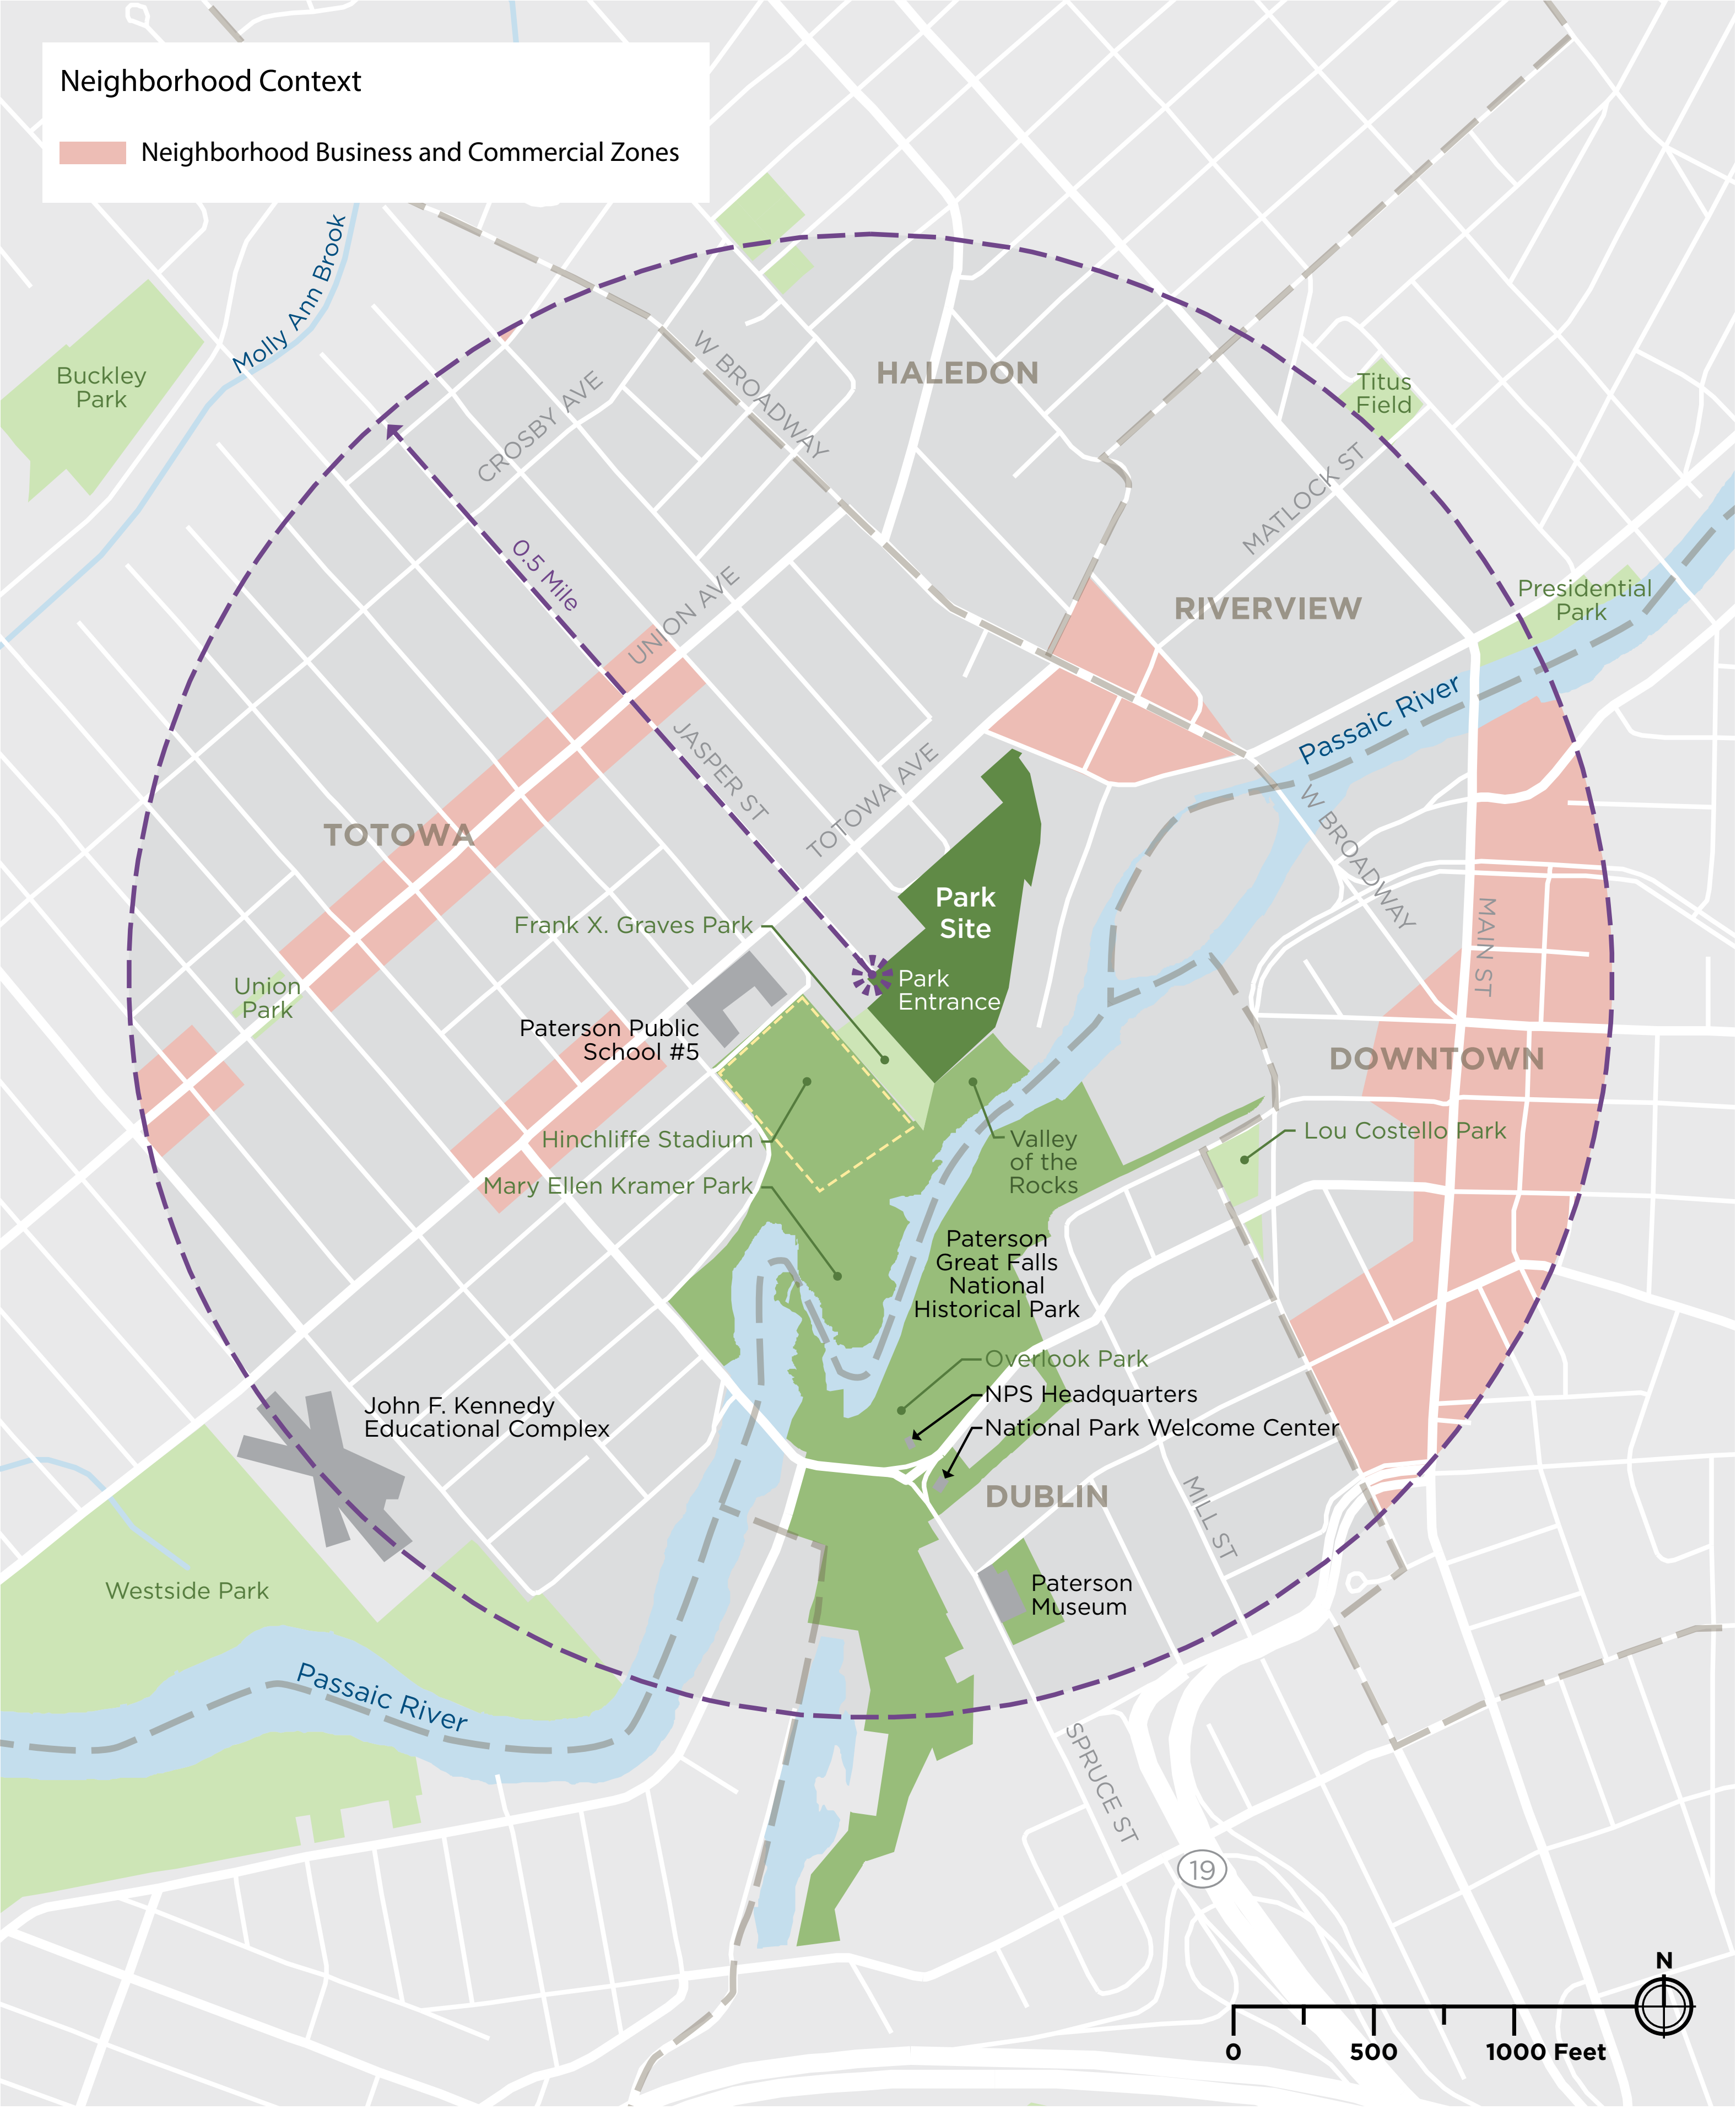 Neighborhood Context
Neighborhood Business and Commercial Zones
Molly Ann Brook
Buckley
Park
HALEDON
W BROADWAY
CROSBY AVE
Titus
Field
MATLOCK ST
0.5 Mile
UNION AVE
RIVERVIEW
Presidential
Park
Passaic River
JASPER ST
TOTOWA AVE
TOTOWA
W BROADWAY
Park
Site
Frank X. Graves Park
MAIN ST
Park
Entrance
Union
Park
Paterson Public
School #5
DOWNTOWN
Hinchliffe Stadium
Valley
of the
Rocks
Lou Costello Park
Mary Ellen Kramer Park
Paterson
Great Falls
National
Historical Park
Overlook Park
NPS Headquarters
National Park Welcome Center
John F. Kennedy
Educational Complex
DUBLIN
MILL ST
Westside Park
Paterson
Museum
Passaic River
SPRUCE ST
19
N
0 500 1000 Feet